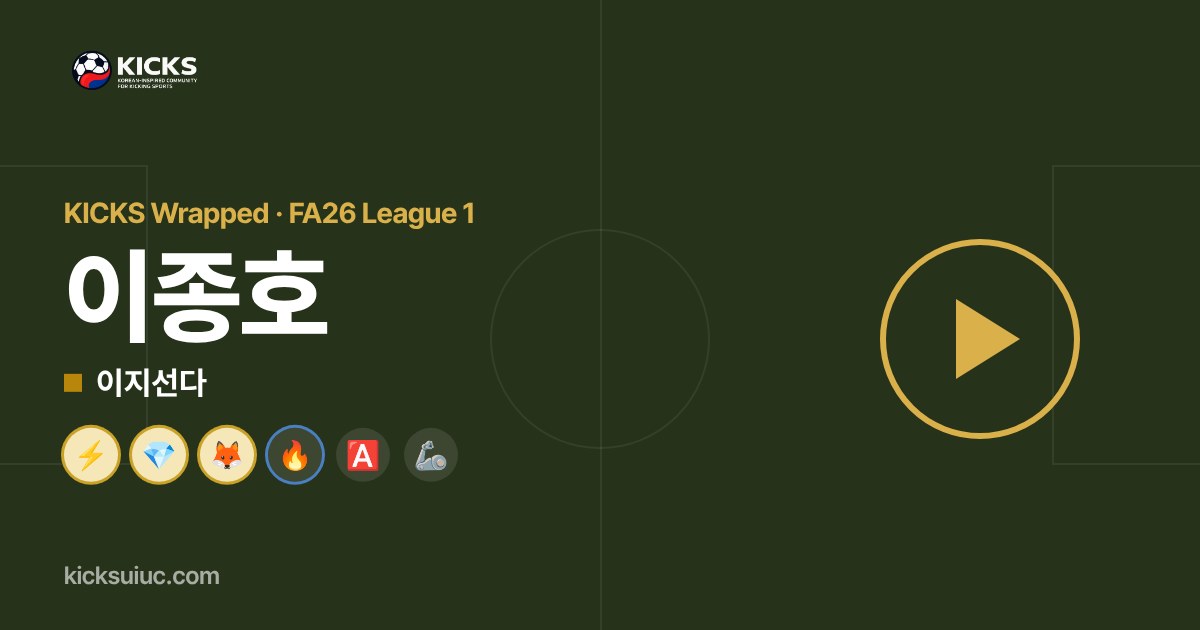 KICKS
KOREAN-INSPIRED COMMUNITY
FOR KICKING SPORTS
KICKS Wrapped · FA26 League 1
이종호
이지선다
A
kicksuiuc.com